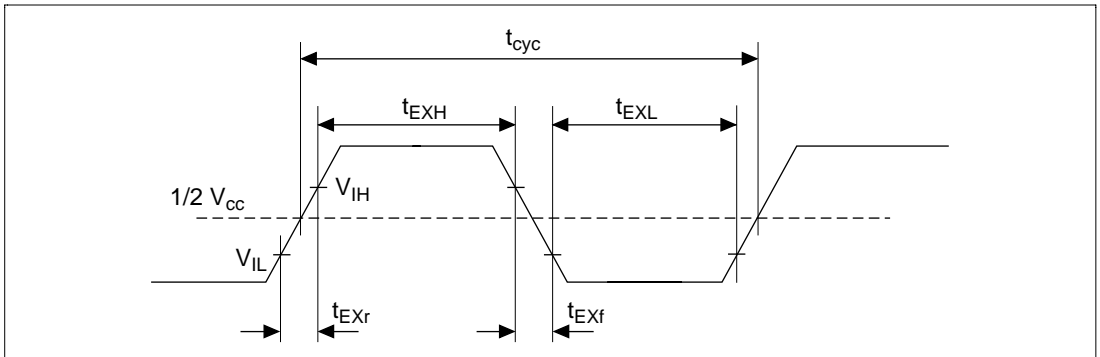 tcyc
tEXH
tEXL
VIH
1/2 Vcc
VIL
tEXr
tEXf